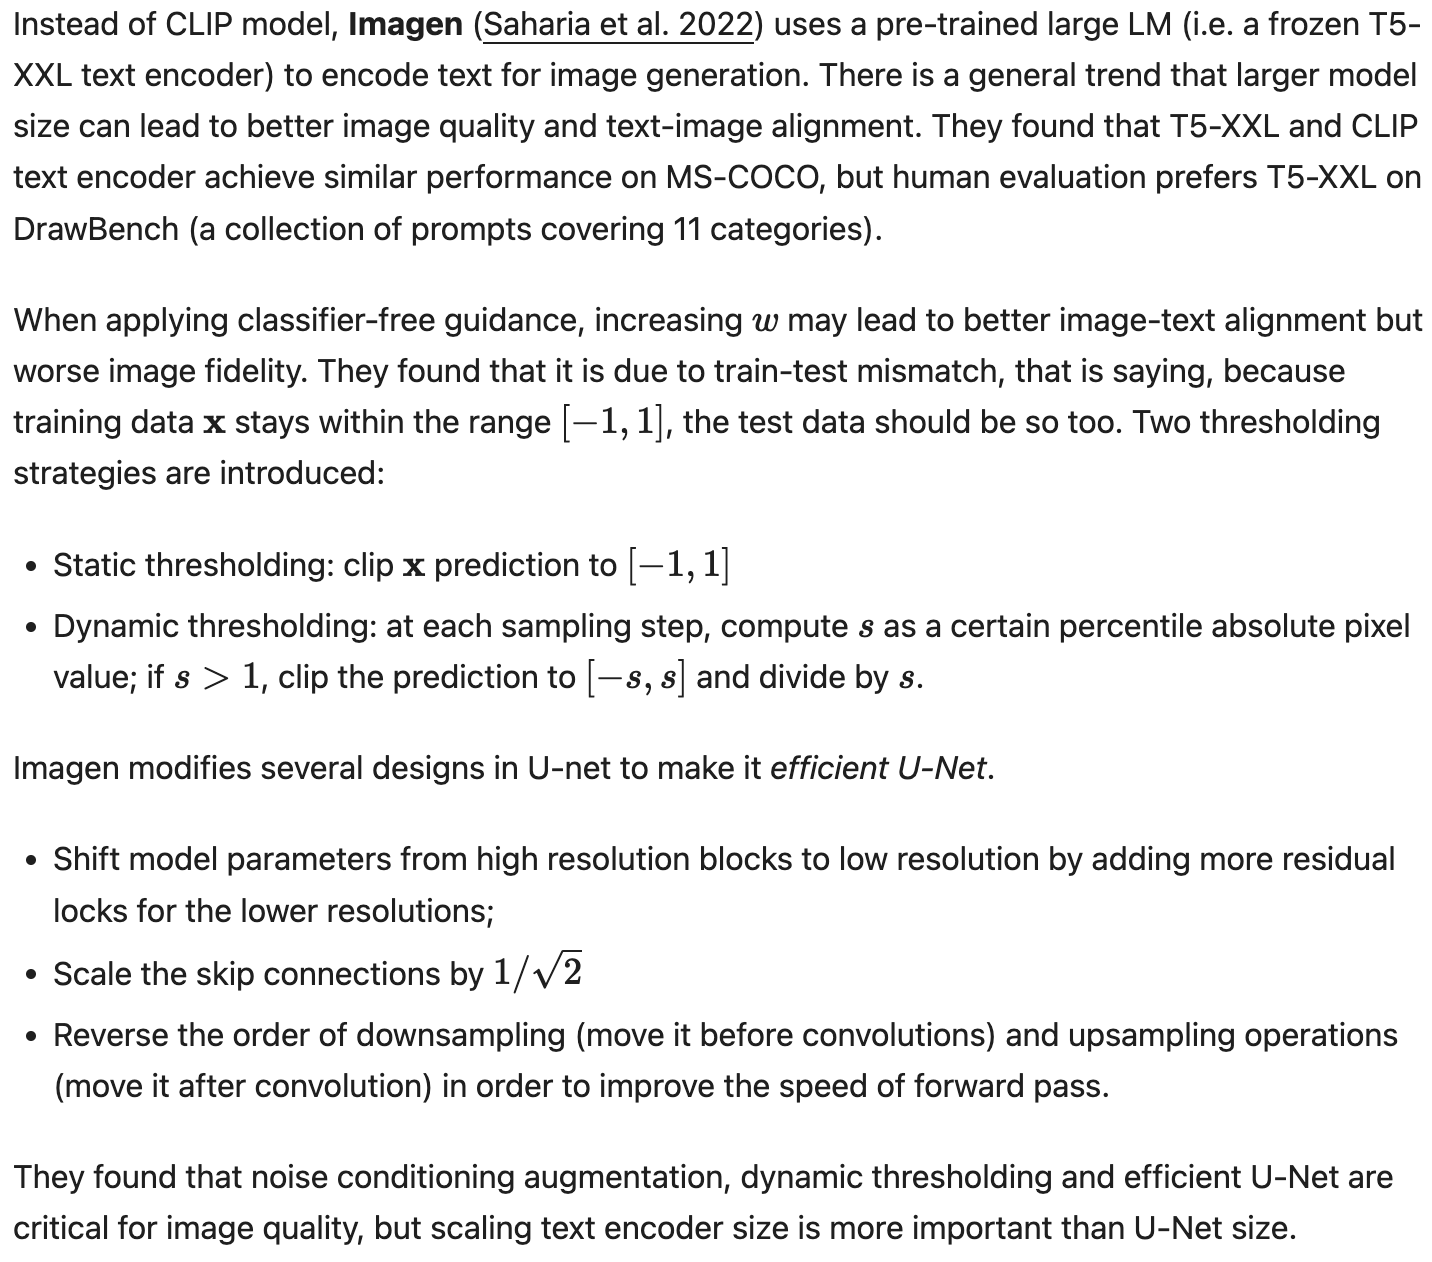 Instead of CLIP model, Imagen (Saharia et al. 2022) uses a pre-trained large LM (i.e. a frozen T5-
XXL text encoder) to encode text for image generation. There is a general trend that larger model
size can lead to better image quality and text-image alignment. They found that T5-XXL and CLIP
text encoder achieve similar performance on MS-COCO, but human evaluation prefers T5-XXL on
DrawBench (a collection of prompts covering 11 categories).
When applying classifier-free guidance, increasing w may lead to better image-text alignment but
worse image fidelity. They found that it is due to train-test mismatch, that is saying, because
training data x stays within the range [−1, 1], the test data should be so too. Two thresholding
strategies are introduced:
• Static thresholding: clip x prediction to [−1, 1]
• Dynamic thresholding: at each sampling step, compute s as a certain percentile absolute pixel
value; if s > 1, clip the prediction to [−s, s] and divide by s.
Imagen modifies several designs in U-net to make it efficient U-Net.
• Shift model parameters from high resolution blocks to low resolution by adding more residual
locks for the lower resolutions;
• Scale the skip connections by 1/√2
• Reverse the order of downsampling (move it before convolutions) and upsampling operations
(move it after convolution) in order to improve the speed of forward pass.
They found that noise conditioning augmentation, dynamic thresholding and efficient U-Net are
critical for image quality, but scaling text encoder size is more important than U-Net size.